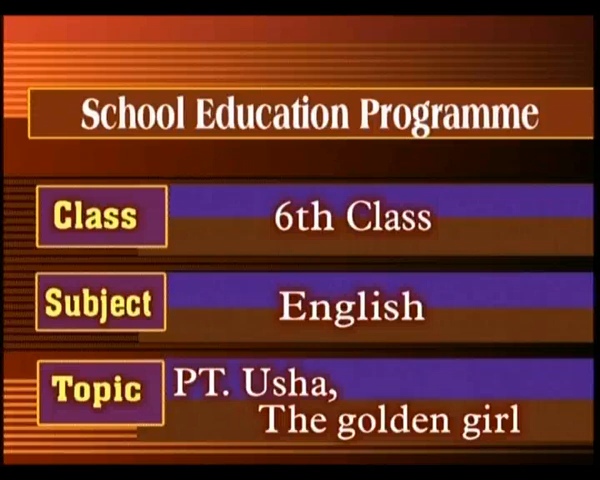 School Education Programme
Class 6th Class
Subject English
Topic PT. Usha,
The golden girl